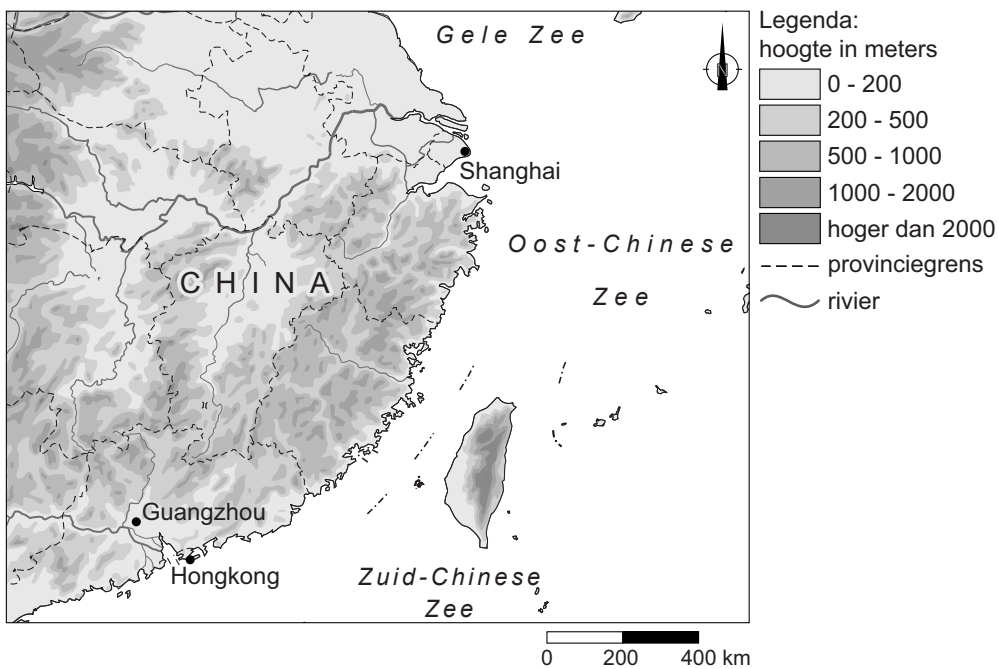 Gele Zee
N
Shanghai
Oost-Chinese
Zee
CHINA
Guangzhou
Hongkong
Zuid-Chinese
Zee
Legenda:
hoogte in meters
0 - 200
200 - 500
500 - 1000
1000 - 2000
hoger dan 2000
provinciegrens
rivier
0 200 400 km